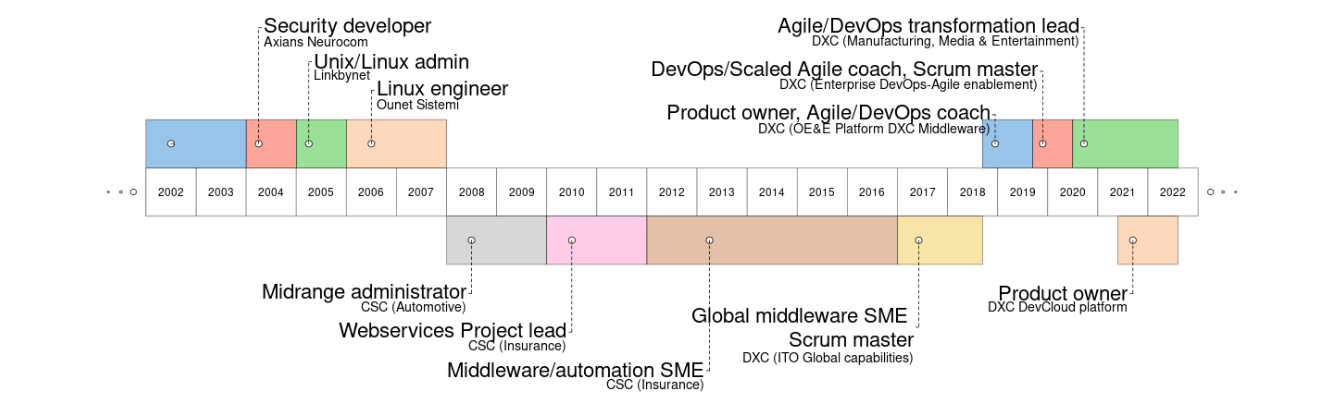 Security developer
Axians Neurocom
Unix/Linux admin
Linkbynet
Linux engineer
Ounet Sistemi
Agile/DevOps transformation lead
DXC (Manufacturing, Media & Entertainment)
DevOps/Scaled Agile coach, Scrum master
DXC (Enterprise DevOps-Agile enablement)
Product owner, Agile/DevOps coach
DXC (OE&E Platform DXC Middleware)
2002 2003 2004 2005 2006 2007 2008 2009 2010 2011 2012 2013 2014 2015 2016 2017 2018 2019 2020 2021 2022
Midrange administrator
CSC (Automotive)
Webservices Project lead
CSC (Insurance)
Middleware/automation SME
CSC (Insurance)
Global middleware SME
Scrum master
DXC (ITO Global capabilities)
Product owner
DXC DevCloud platform